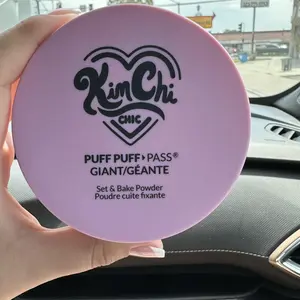 KimChi
CHIC
PUFF PUFF▸PASS®
GIANT/GÉANTE
Set & Bake Powder
Poudre cuite fixante